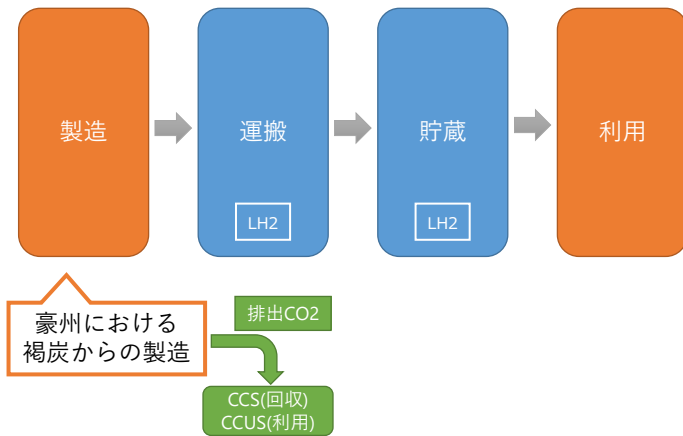 製造
運搬
貯蔵
利用
LH2
LH2
豪州における
褐炭からの製造
排出CO2
CCS(回収)
CCUS(利用)